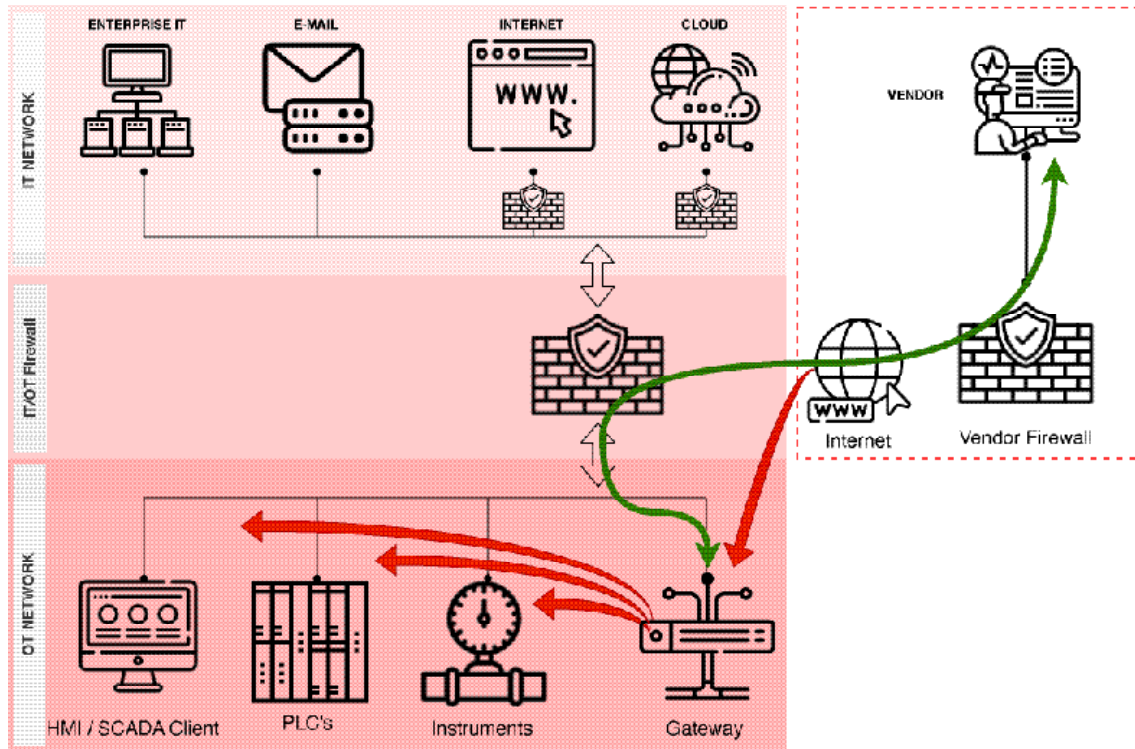 ENTERPRISE IT
E-MAIL
INTERNET
CLOUD
WWW.
VENDOR
IT NETWORK
IT/OT Firewall
WWW
Internet
Vendor Firewall
OT NETWORK
HMI / SCADA Client
PLC's
Instruments
Gateway